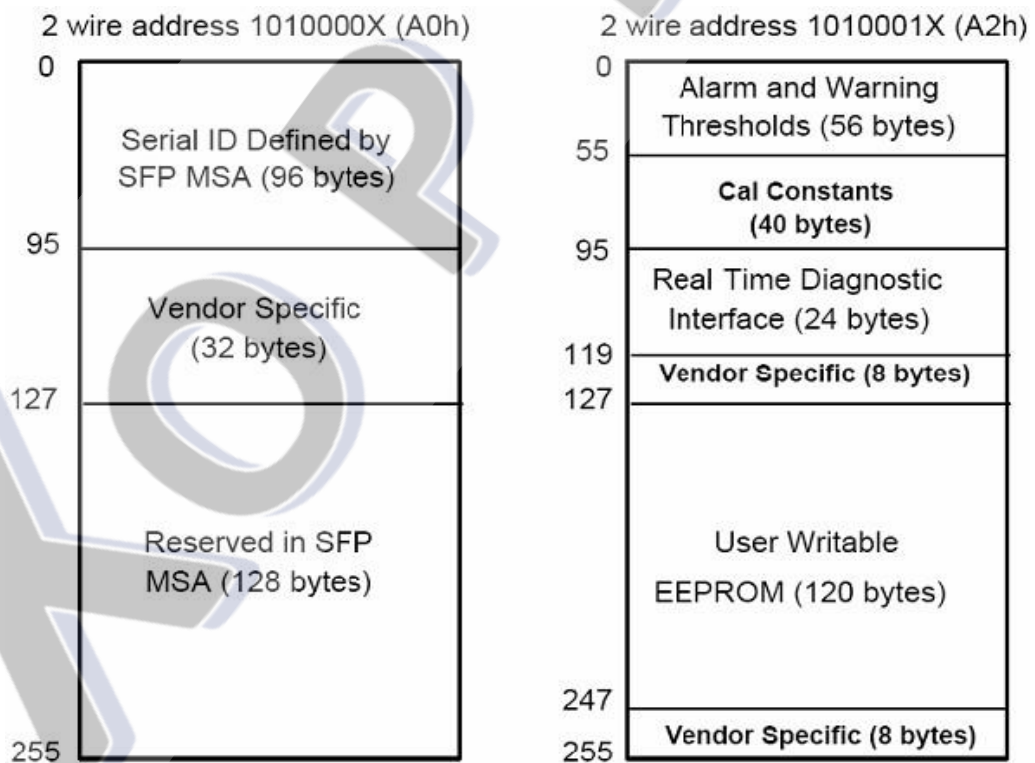 2 wire address 1010000X (A0h)
0
Serial ID Defined by
SFP MSA (96 bytes)
95
Vendor Specific
(32 bytes)
127
Reserved in SFP
MSA (128 bytes)
255
2 wire address 1010001X (A2h)
0
Alarm and Warning
Thresholds (56 bytes)
55
Cal Constants
(40 bytes)
95
Real Time Diagnostic
Interface (24 bytes)
119
Vendor Specific (8 bytes)
127
User Writable
EEPROM (120 bytes)
247
Vendor Specific (8 bytes)
255